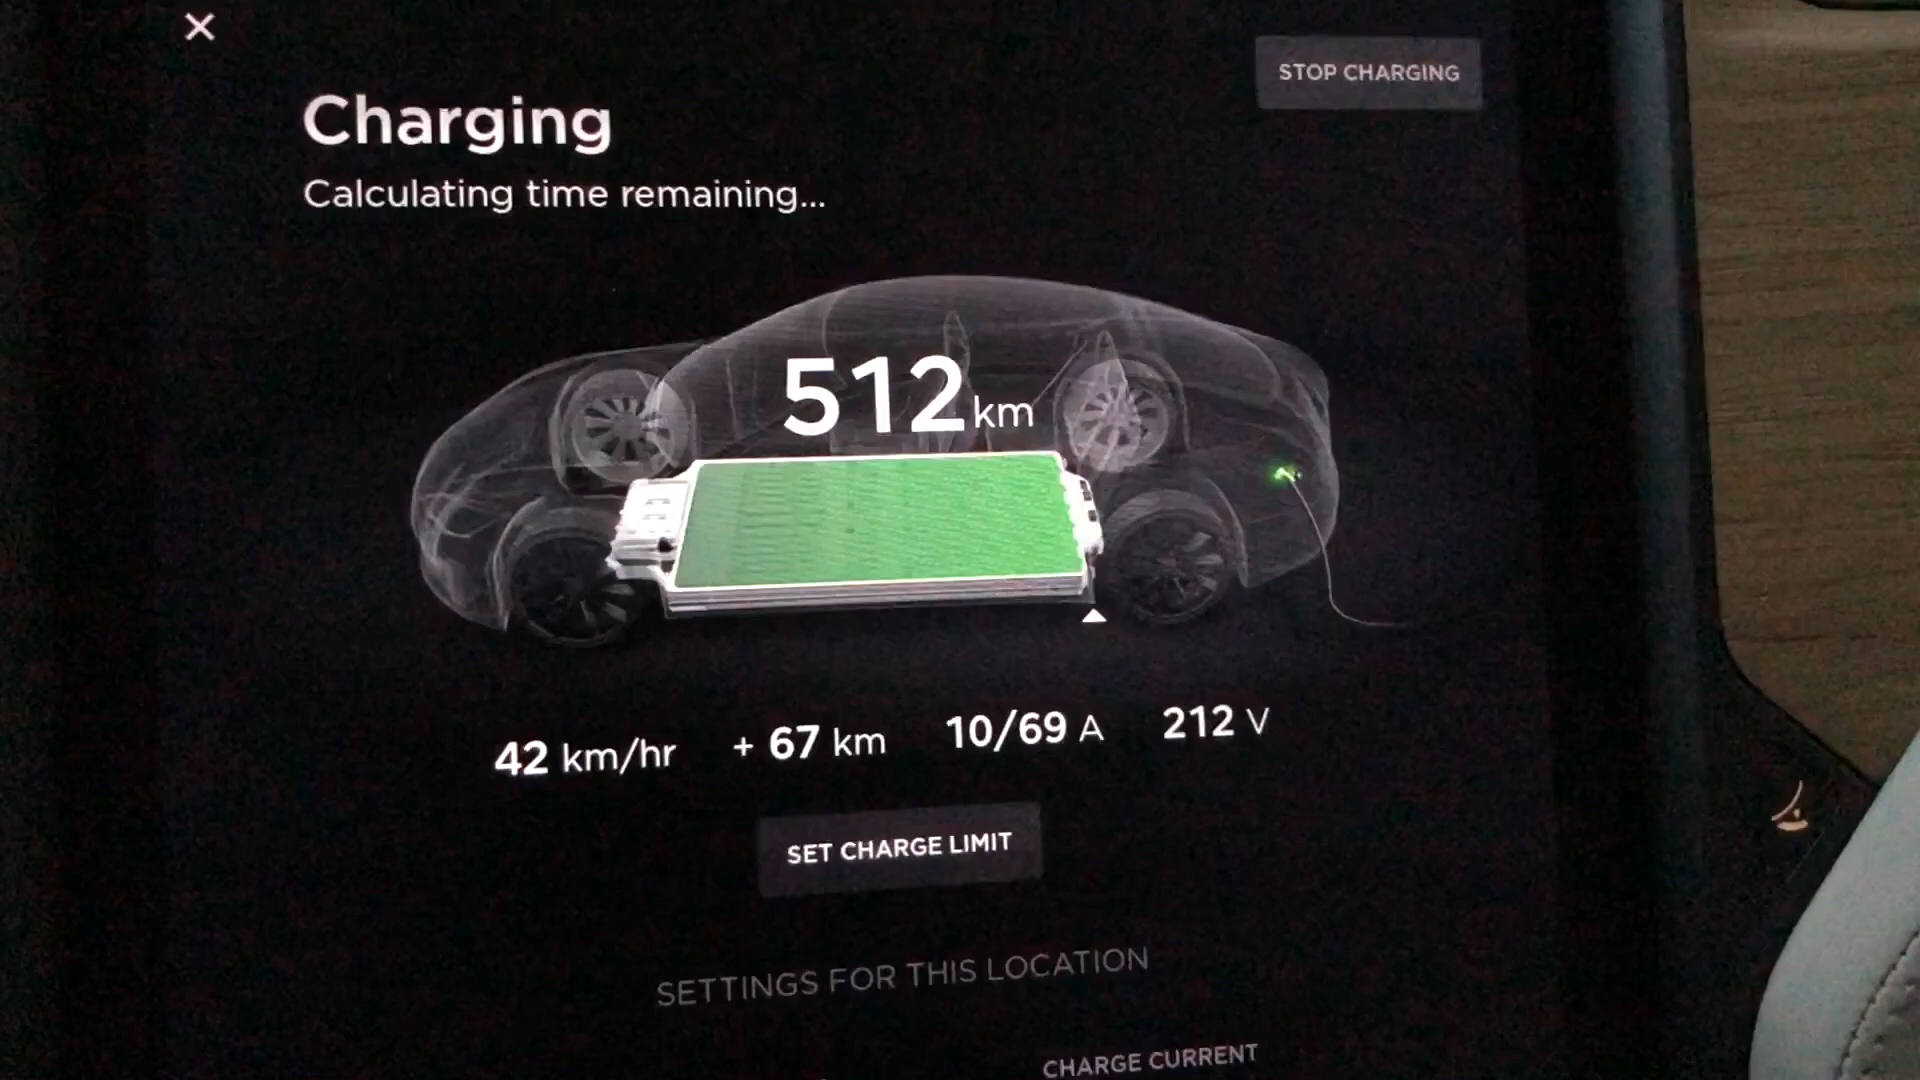 ×
STOP CHARGING
Charging
Calculating time remaining...
512 km
42 km/hr + 67 km 10/69 A 212 V
SET CHARGE LIMIT
SETTINGS FOR THIS LOCATION
CHARGE CURRENT